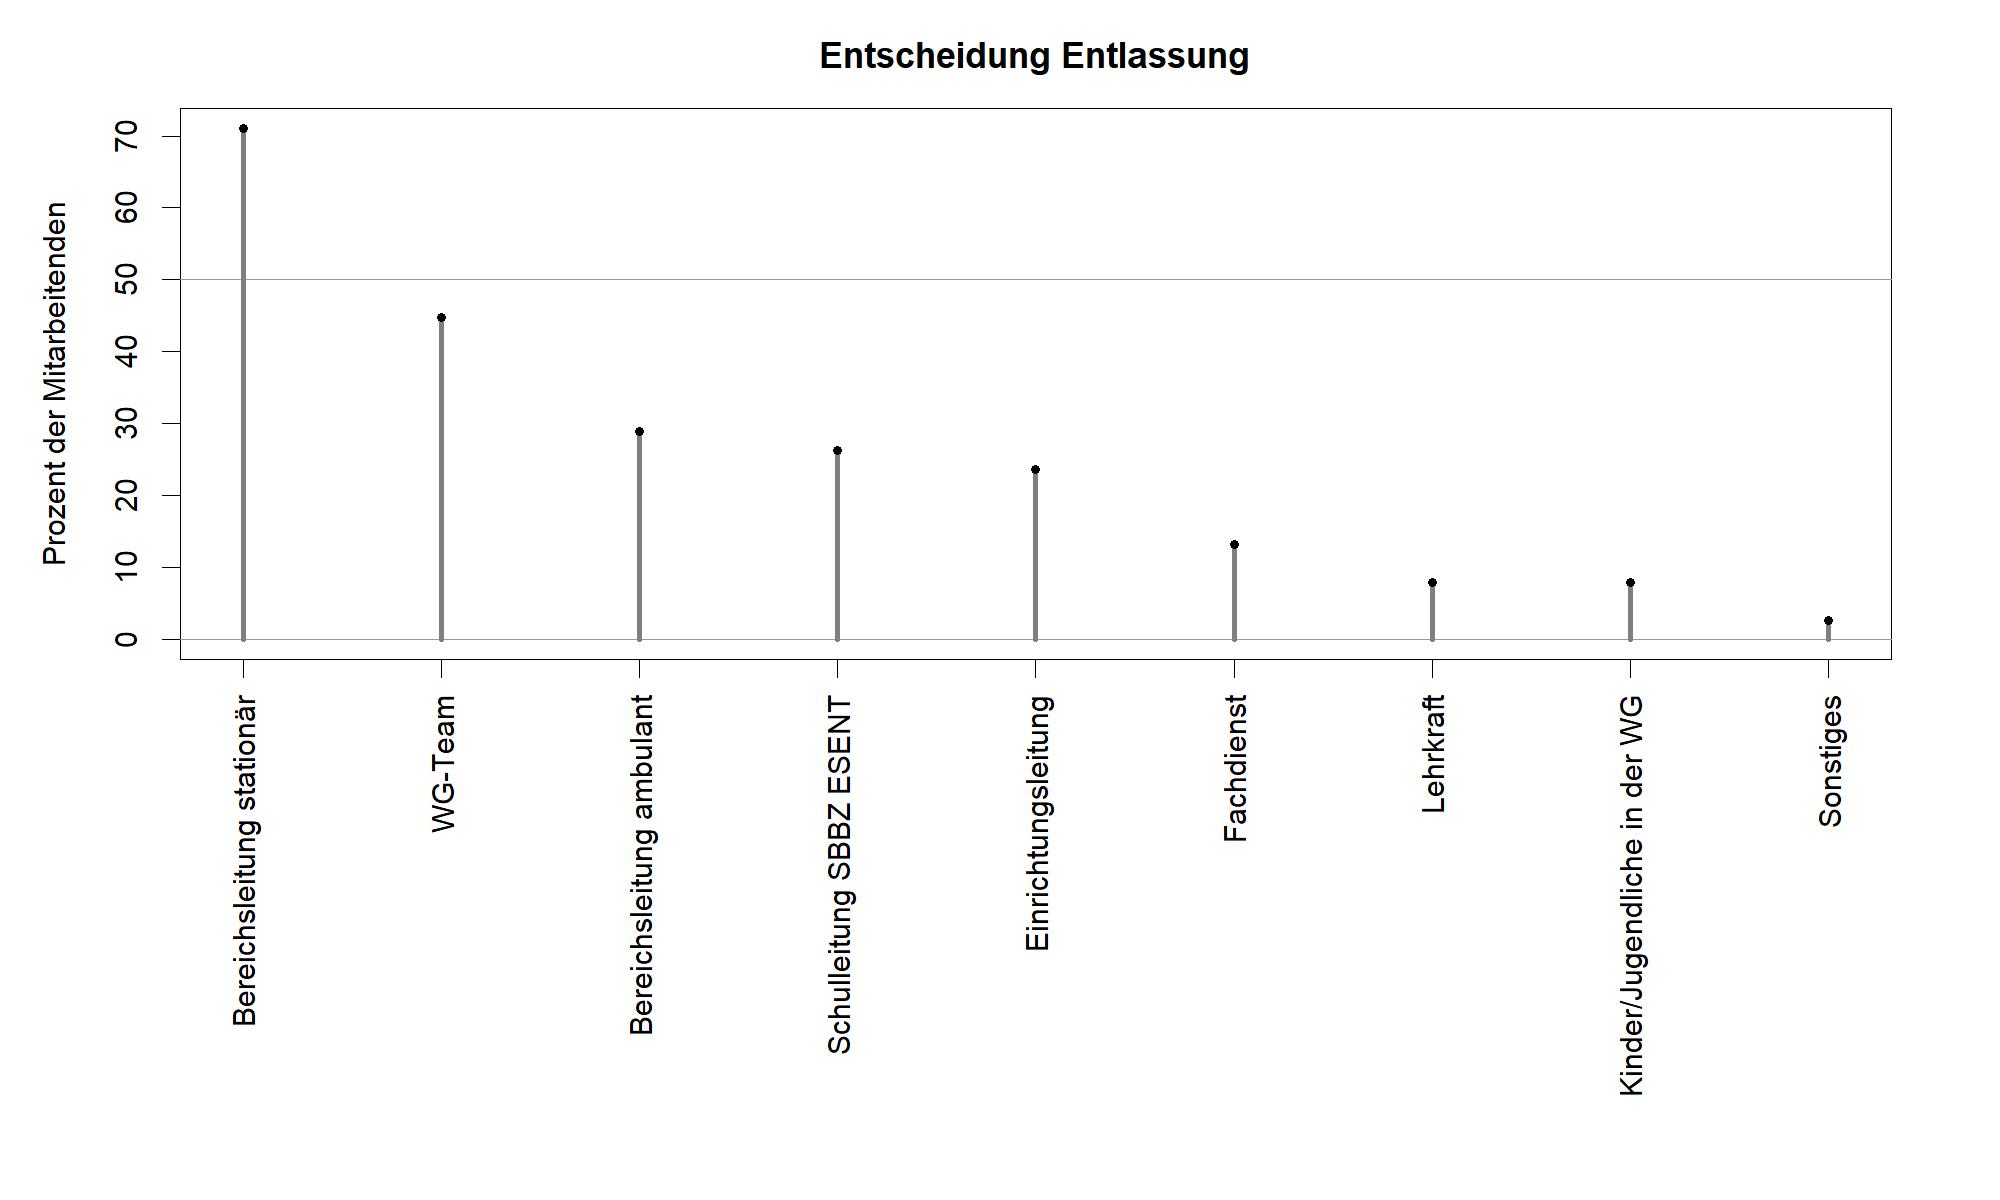 Entscheidung Entlassung
Prozent der Mitarbeitenden
70
60
50
40
30
20
10
0
Bereichsleitung stationär
WG-Team
Bereichsleitung ambulant
Schulleitung SBBZ ESENT
Einrichtungsleitung
Fachdienst
Lehrkraft
Kinder/Jugendliche in der WG
Sonstiges